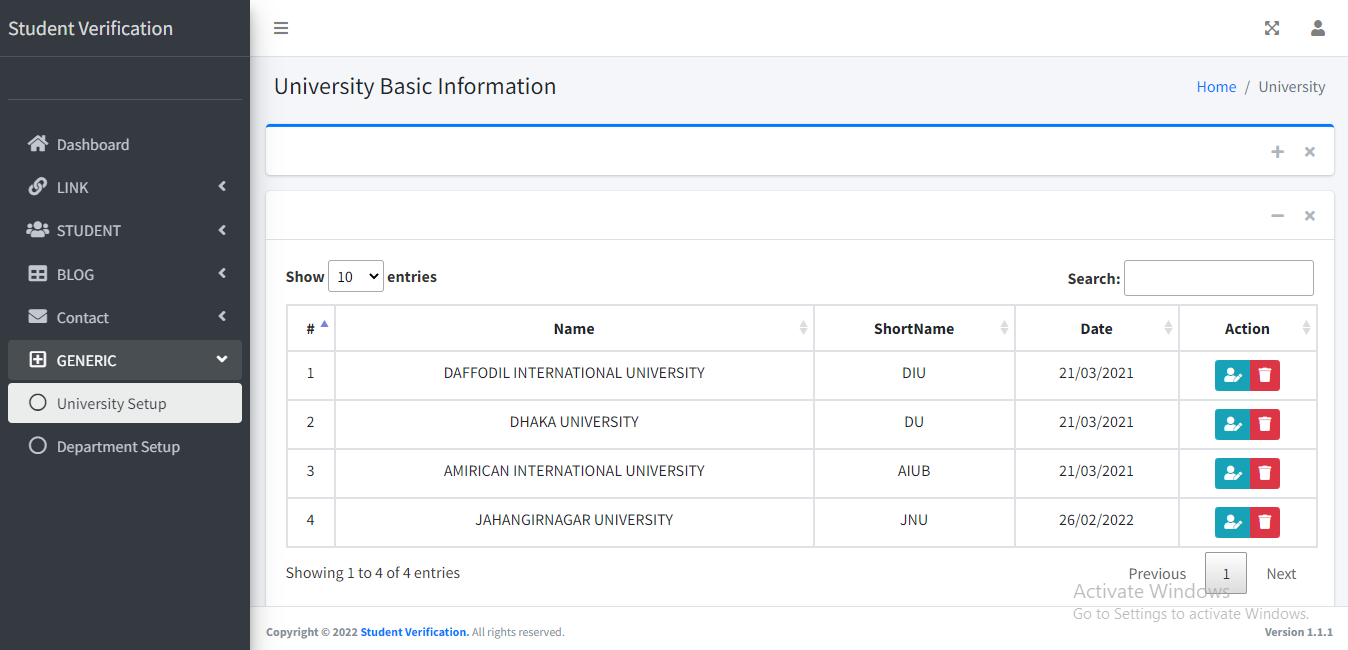 Student Verification
University Basic Information
Home / University
Dashboard
LINK
STUDENT
BLOG
Contact
GENERIC
University Setup
Department Setup
Show 10 entries
Search:
# Name ShortName Date Action
1 DAFFODIL INTERNATIONAL UNIVERSITY DIU 21/03/2021
2 DHAKA UNIVERSITY DU 21/03/2021
3 AMIRICAN INTERNATIONAL UNIVERSITY AIUB 21/03/2021
4 JAHANGIRNAGAR UNIVERSITY JNU 26/02/2022
Showing 1 to 4 of 4 entries
Previous 1 Next
Activate Windows
Go to Settings to activate Windows.
Copyright © 2022 Student Verification. All rights reserved.
Version 1.1.1